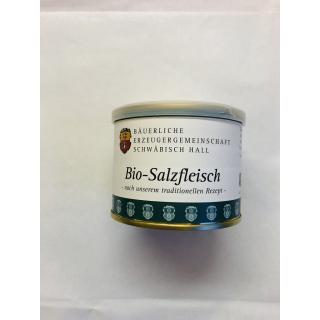 BÄUERLICHE
ERZEUGERGEMEINSCHAFT
SCHWÄBISCH HALL
Bio-Salzfleisch
- nach unserem traditionellen Rezept -